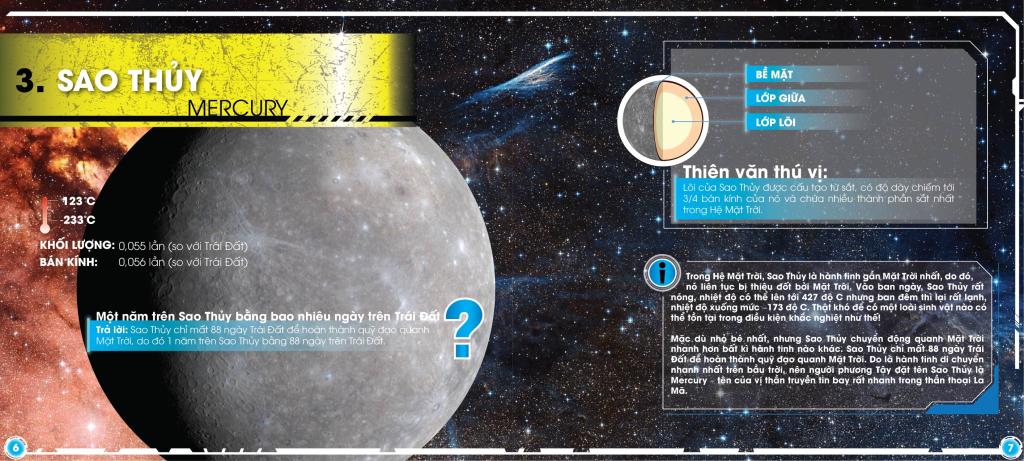 3. SAO THỦY
MERCURY
123°C
-233°C
KHỐI LƯỢNG: 0,055 lần (so với Trái Đất)
BÁN KÍNH: 0,056 lần (so với Trái Đất)
Một năm trên Sao Thủy bằng bao nhiêu ngày trên Trái Đất
?
Trả lời: Sao Thủy chỉ mất 88 ngày Trái Đất để hoàn thành quỹ đạo quanh
Mặt Trời, do đó 1 năm trên Sao Thủy bằng 88 ngày trên Trái Đất.
6
BỀ MẶT
LỚP GIỮA
LỚP LÕI
Thiên văn thú vị:
Lõi của Sao Thủy được cấu tạo từ sắt, có độ dày chiếm tới
3/4 bán kính của nó và chứa nhiều thành phần sắt nhất
trong Hệ Mặt Trời.
i
Trong Hệ Mặt Trời, Sao Thủy là hành tinh gần Mặt Trời nhất, do đó,
nó liên tục bị thiêu đốt bởi Mặt Trời. Vào ban ngày, Sao Thủy rất
nóng, nhiệt độ có thể lên tới 427 độ C nhưng ban đêm thì lại rất lạnh,
nhiệt độ xuống mức -173 độ C. Thật khó để có một loài sinh vật nào có
thể tồn tại trong điều kiện khắc nghiệt như thế!
Mặc dù nhỏ bé nhất, nhưng Sao Thủy chuyển động quanh Mặt Trời
nhanh hơn bất kì hành tinh nào khác. Sao Thủy chỉ mất 88 ngày Trái
Đất để hoàn thành quỹ đạo quanh Mặt Trời. Do là hành tinh di chuyển
nhanh nhất trên bầu trời, nên người phương Tây đặt tên Sao Thủy là
Mercury - tên của vị thần truyền tin bay rất nhanh trong thần thoại La
Mã.
7